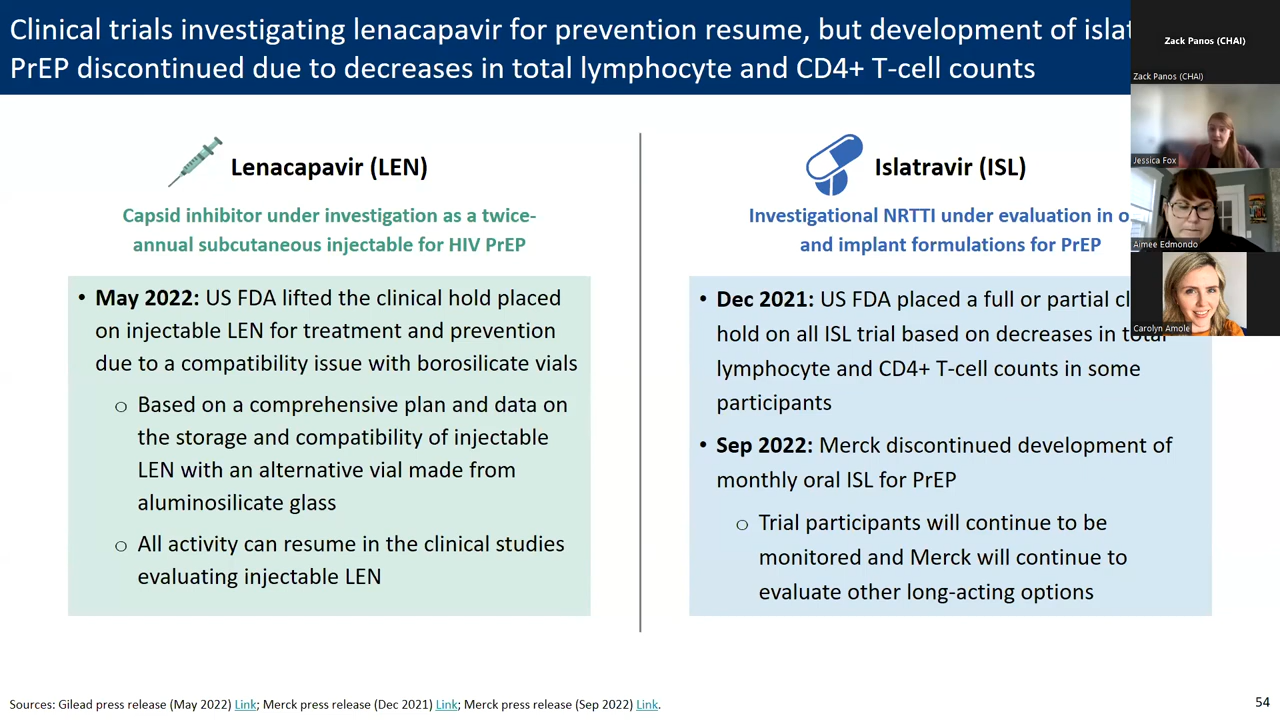 Clinical trials investigating lenacapavir for prevention resume, but development of
PrEP discontinued due to decreases in total lymphocyte and CD4+ T-cell counts
Zack Panos (CHAI)
Zack Panos (CHAI)
Jessica Fox
Aimee Edmondo
Carolyn Amole
Lenacapavir (LEN)
Capsid inhibitor under investigation as a twice-
annual subcutaneous injectable for HIV PrEP
• May 2022: US FDA lifted the clinical hold placed
on injectable LEN for treatment and prevention
due to a compatibility issue with borosilicate vials
o Based on a comprehensive plan and data on
the storage and compatibility of injectable
LEN with an alternative vial made from
aluminosilicate glass
o All activity can resume in the clinical studies
evaluating injectable LEN
Islatravir (ISL)
Investigational NRTTI under evaluation in
and implant formulations for PrEP
• Dec 2021: US FDA placed a full or partial
hold on all ISL trial based on decreases in total
lymphocyte and CD4+ T-cell counts in some
participants
• Sep 2022: Merck discontinued development of
monthly oral ISL for PrEP
o Trial participants will continue to be
monitored and Merck will continue to
evaluate other long-acting options
Sources: Gilead press release (May 2022) Link; Merck press release (Dec 2021) Link; Merck press release (Sep 2022) Link.
54